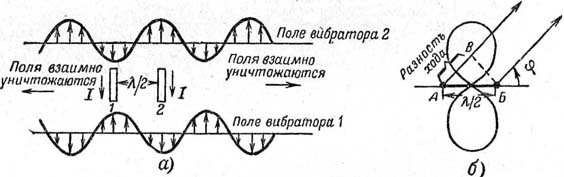 Поле вибратора 2
Поля взаимно
уничтожаются
I
λ/2
I
1
2
Поля взаимно
уничтожаются
Поле вибратора 1
а)
Разность
хода
В
А
λ/2
Б
φ
б)